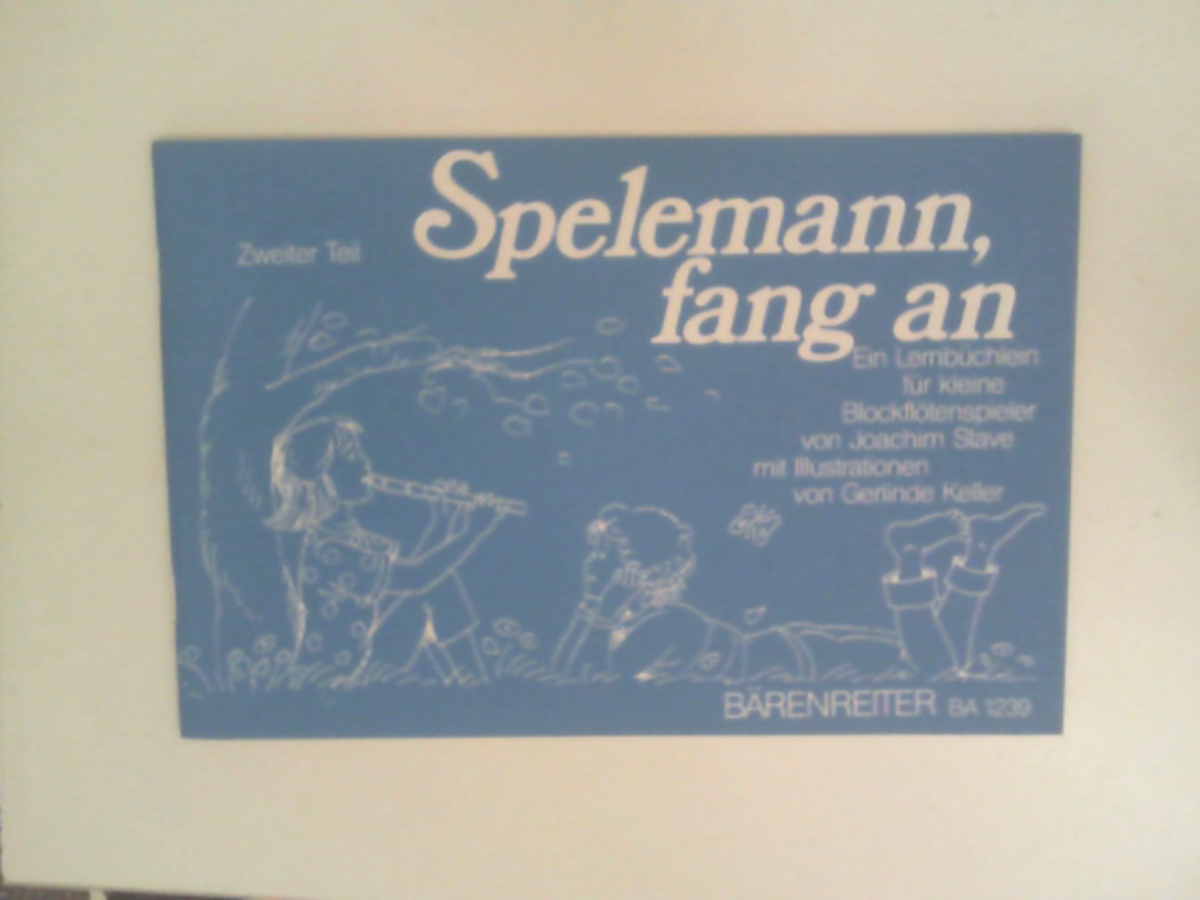 Zweiter Teil
Spelemann,
fang an
Ein Lernbüchlein
für kleine
Blockflötenspieler
von Joachim Stave
mit Illustrationen
von Gerlinde Keller
BÄRENREITER BA 1239